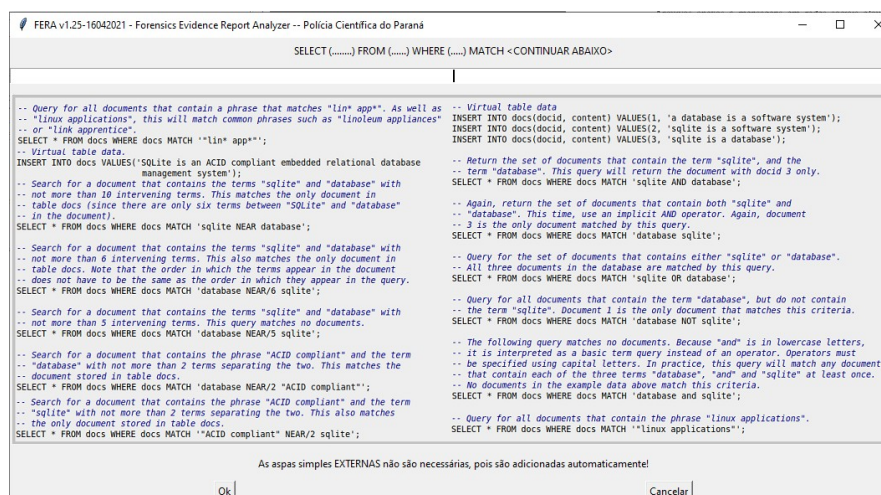 FERA v1.25-16042021 - Forensics Evidence Report Analyzer -- Polícia Científica do Paraná
SELECT (........) FROM (......) WHERE (.....) MATCH <CONTINUAR ABAIXO>
-- Query for all documents that contain a phrase that matches "lin* app*". As well as
-- "linux applications", this will match common phrases such as "linoleum appliances"
-- or "link apprentice".
SELECT * FROM docs WHERE docs MATCH '"lin* app*"';
-- Virtual table data.
INSERT INTO docs VALUES('SQLite is an ACID compliant embedded relational database
management system');
-- Search for a document that contains the terms "sqlite" and "database" with
-- not more than 10 intervening terms. This matches the only document in
-- table docs (since there are only six terms between "SQLite" and "database"
-- in the document).
SELECT * FROM docs WHERE docs MATCH 'sqlite NEAR database';
-- Search for a document that contains the terms "sqlite" and "database" with
-- not more than 6 intervening terms. This also matches the only document in
-- table docs. Note that the order in which the terms appear in the document
-- does not have to be the same as the order in which they appear in the query.
SELECT * FROM docs WHERE docs MATCH 'database NEAR/6 sqlite';
-- Search for a document that contains the terms "sqlite" and "database" with
-- not more than 5 intervening terms. This query matches no documents.
SELECT * FROM docs WHERE docs MATCH 'database NEAR/5 sqlite';
-- Search for a document that contains the phrase "ACID compliant" and the term
-- "database" with not more than 2 terms separating the two. This matches the
-- document stored in table docs.
SELECT * FROM docs WHERE docs MATCH 'database NEAR/2 "ACID compliant"';
-- Search for a document that contains the phrase "ACID compliant" and the term
-- "sqlite" with not more than 2 terms separating the two. This also matches
-- the only document stored in table docs.
SELECT * FROM docs WHERE docs MATCH '"ACID compliant" NEAR/2 sqlite';
-- Virtual table data
INSERT INTO docs(docid, content) VALUES(1, 'a database is a software system');
INSERT INTO docs(docid, content) VALUES(2, 'sqlite is a software system');
INSERT INTO docs(docid, content) VALUES(3, 'sqlite is a database');
-- Return the set of documents that contain the term "sqlite", and the
-- term "database". This query will return the document with docid 3 only.
SELECT * FROM docs WHERE docs MATCH 'sqlite AND database';
-- Again, return the set of documents that contain both "sqlite" and
-- "database". This time, use an implicit AND operator. Again, document
-- 3 is the only document matched by this query.
SELECT * FROM docs WHERE docs MATCH 'database sqlite';
-- Query for the set of documents that contains either "sqlite" or "database".
-- All three documents in the database are matched by this query.
SELECT * FROM docs WHERE docs MATCH 'sqlite OR database';
-- Query for all documents that contain the term "database", but do not contain
-- the term "sqlite". Document 1 is the only document that matches this criteria.
SELECT * FROM docs WHERE docs MATCH 'database NOT sqlite';
-- The following query matches no documents. Because "and" is in lowercase letters,
-- it is interpreted as a basic term query instead of an operator. Operators must
-- be specified using capital letters. In practice, this query will match any document
-- that contain each of the three terms "database", "and" and "sqlite" at least once.
-- No documents in the example data above match this criteria.
SELECT * FROM docs WHERE docs MATCH 'database and sqlite';
-- Query for all documents that contain the phrase "linux applications".
SELECT * FROM docs WHERE docs MATCH '"linux applications"';
As aspas simples EXTERNAS não são necessárias, pois são adicionadas automaticamente!
Ok
Cancelar